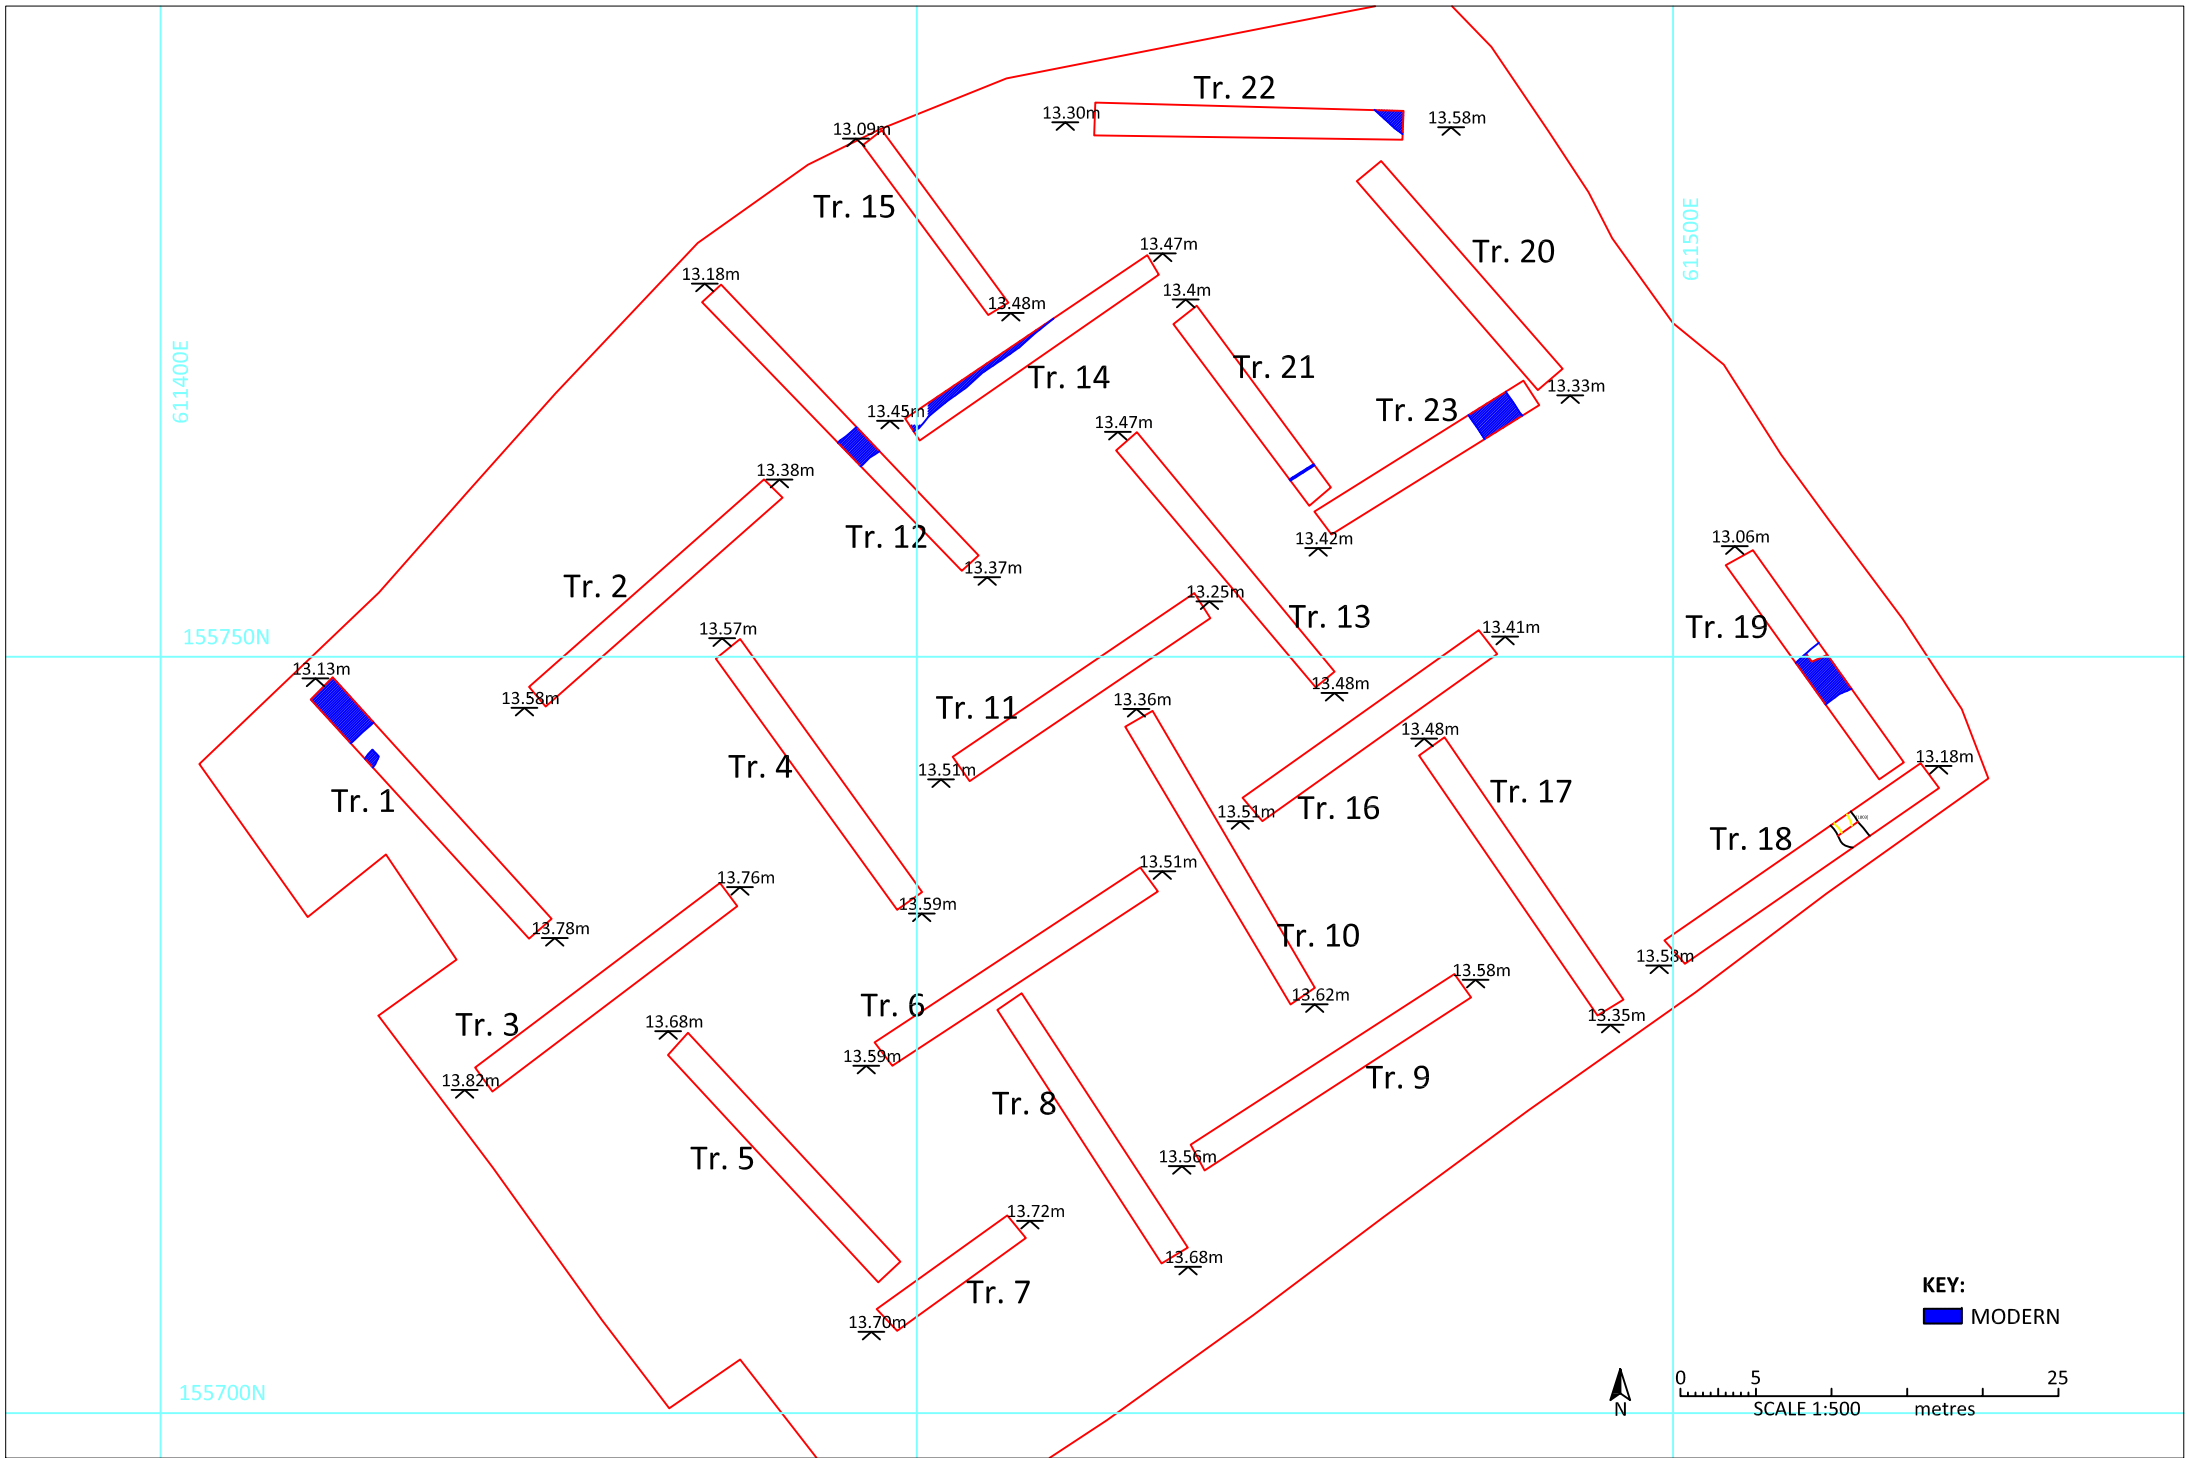 Tr. 22
13.30m
13.58m
13.09m
Tr. 15
611500E
13.47m
Tr. 20
13.18m
13.48m
13.4m
611400E
Tr. 21
Tr. 14
13.33m
13.45m
Tr. 23
13.47m
13.38m
Tr. 12
13.42m
13.06m
13.37m
Tr. 2
13.25m
Tr. 13
Tr. 19
155750N
13.57m
13.41m
13.13m
13.58m
Tr. 11
13.36m
13.48m
13.48m
Tr. 4
13.51m
13.18m
Tr. 1
Tr. 16
Tr. 17
13.51m
Tr. 18
13.76m
13.51m
13.59m
13.78m
Tr. 10
13.58m
Tr. 6
13.58m
13.62m
Tr. 3
13.68m
13.35m
13.59m
13.82m
Tr. 8
Tr. 9
Tr. 5
13.56m
13.72m
13.68m
Tr. 7
13.70m
KEY:
MODERN
155700N
0 5 25
N
SCALE 1:500 metres